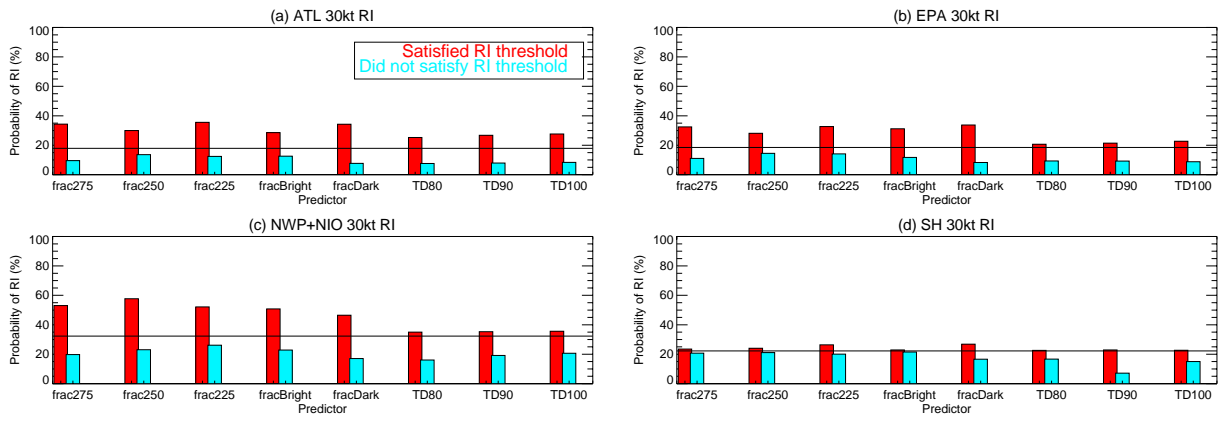 (a) ATL 30kt RI
100
80
60
40
20
0
Probability of RI (%)
Satisfied RI threshold
Did not satisfy RI threshold
frac275 frac250 frac225 fracBright fracDark TD80 TD90 TD100
Predictor
(b) EPA 30kt RI
100
80
60
40
20
0
Probability of RI (%)
frac275 frac250 frac225 fracBright fracDark TD80 TD90 TD100
Predictor
(c) NWP+NIO 30kt RI
100
80
60
40
20
0
Probability of RI (%)
frac275 frac250 frac225 fracBright fracDark TD80 TD90 TD100
Predictor
(d) SH 30kt RI
100
80
60
40
20
0
Probability of RI (%)
frac275 frac250 frac225 fracBright fracDark TD80 TD90 TD100
Predictor